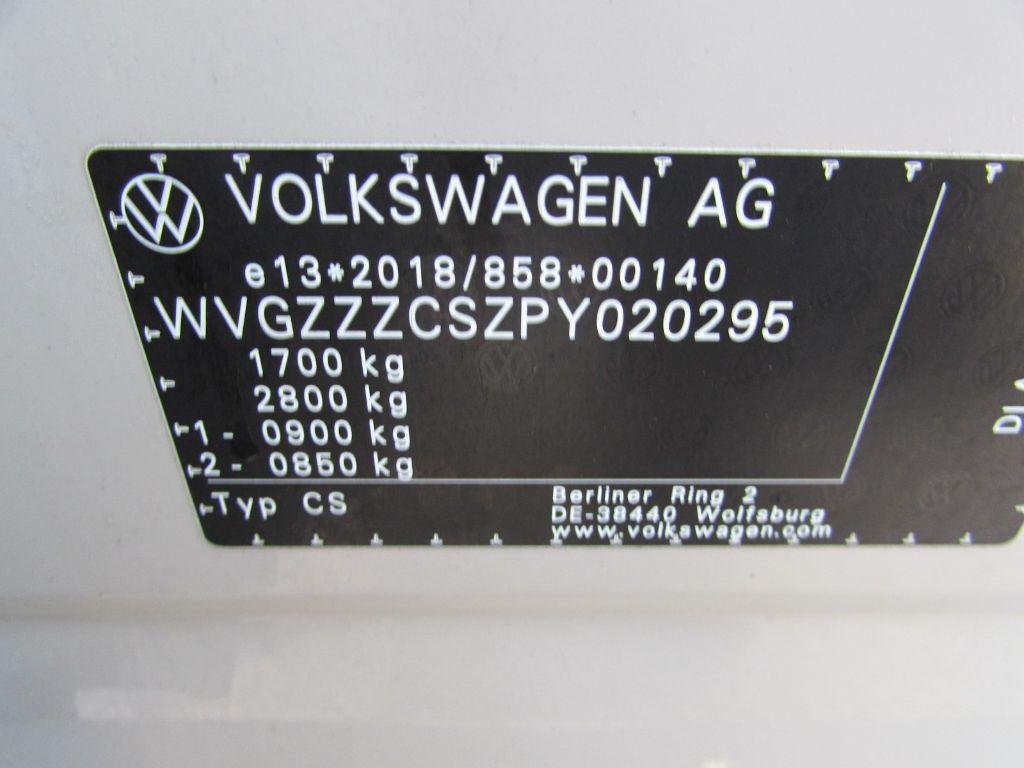 VOLKSWAGEN AG
e13*2018/858*00140
WVGZZZCSZPY020295
1700 kg
2800 kg
1- 0900 kg
2- 0850 kg
Typ CS
Berliner Ring 2
DE-38440 Wolfsburg
www.volkswagen.com